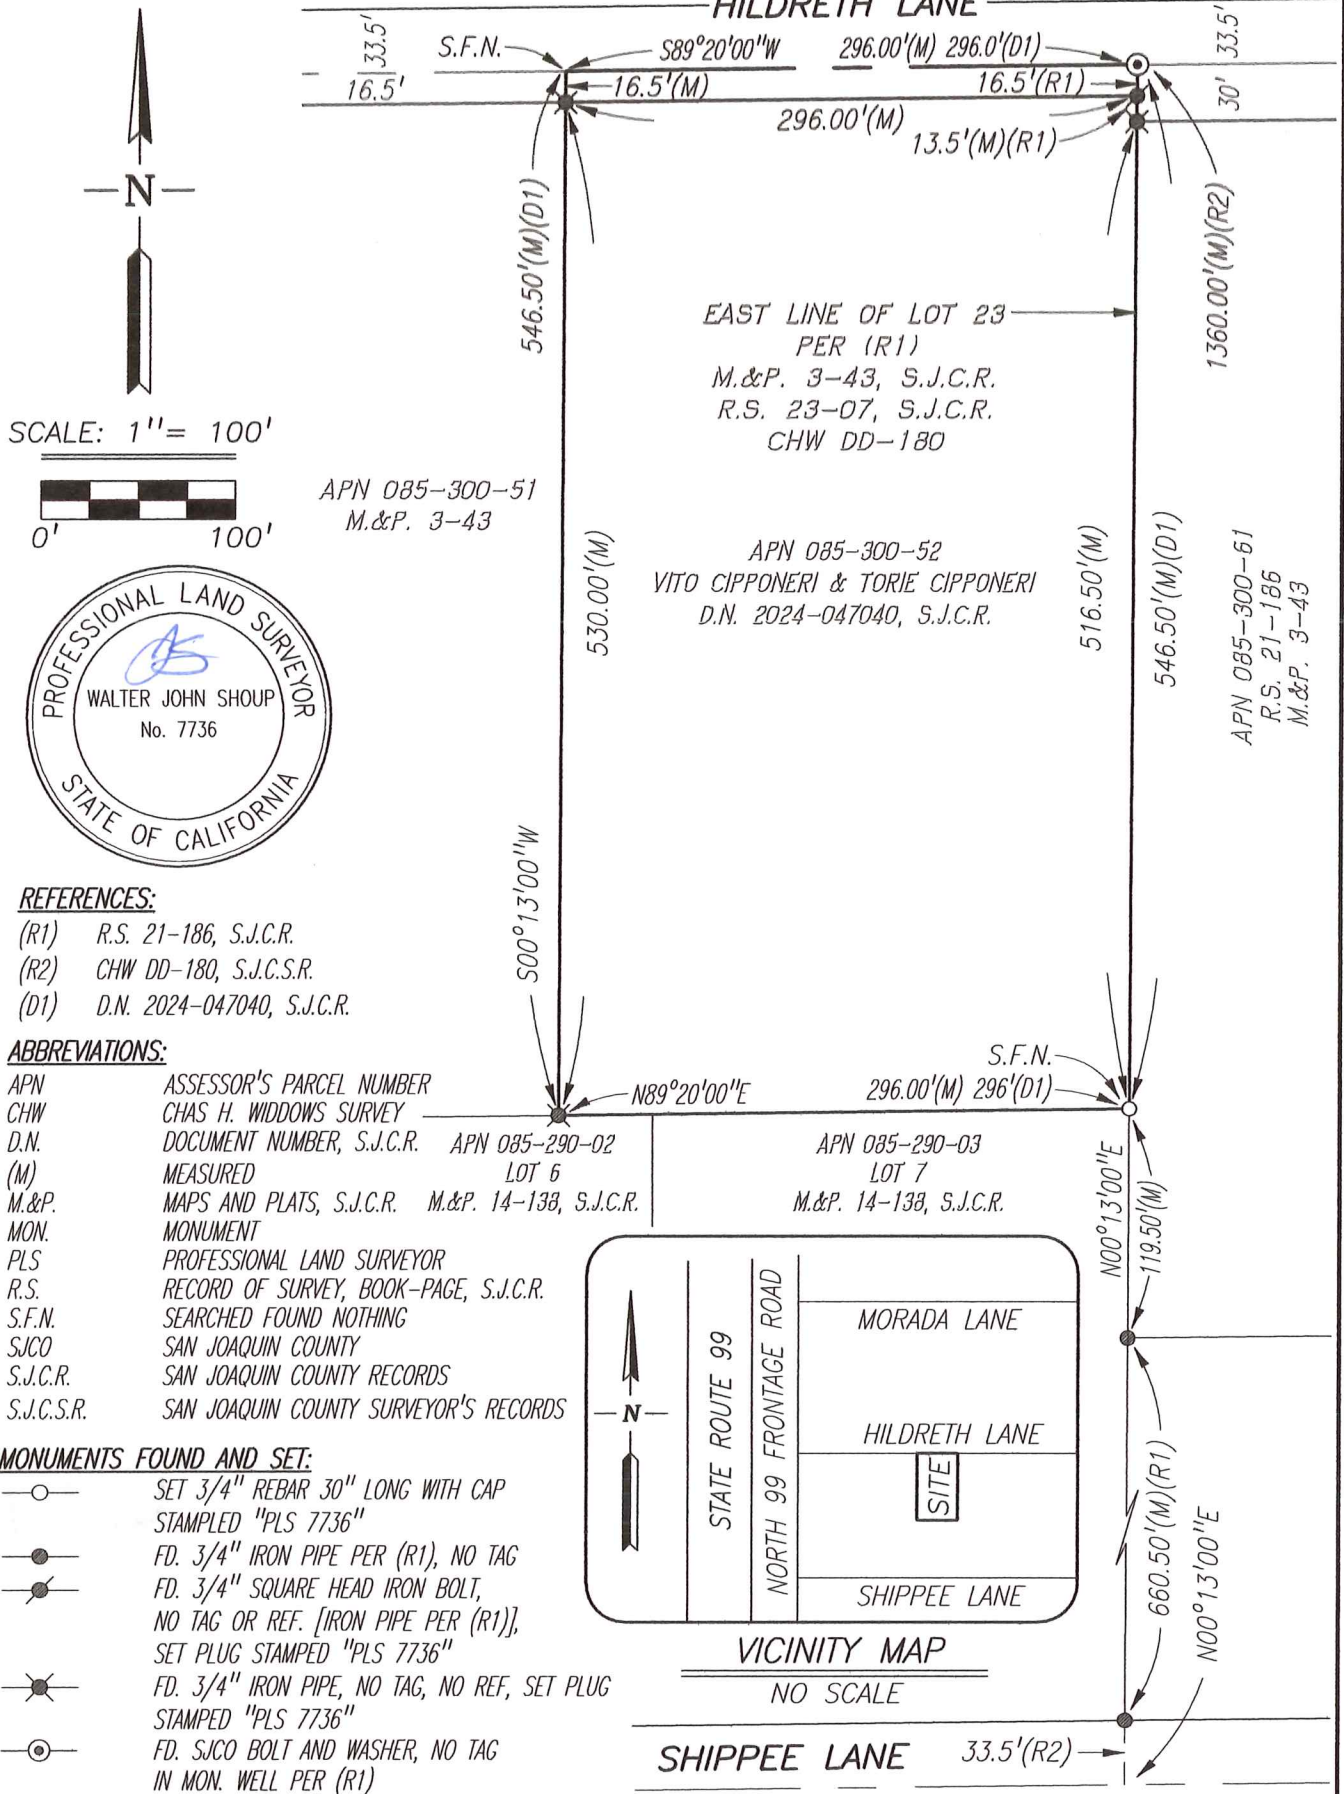 HILDRETH LANE
33.5'
S.F.N.
S89°20'00"W
296.00'(M) 296.0'(D1)
33.5'
16.5'
16.5'(M)
16.5'(R1)
30'
296.00'(M)
13.5'(M)(R1)
N
546.50'(M)(D1)
1360.00'(M)(R2)
EAST LINE OF LOT 23
PER (R1)
M.&P. 3-43, S.J.C.R.
R.S. 23-07, S.J.C.R.
CHW DD-180
SCALE: 1"= 100'
0' 100'
APN 085-300-51
M.&P. 3-43
530.00'(M)
APN 085-300-52
VITO CIPPONERI & TORIE CIPPONERI
D.N. 2024-047040, S.J.C.R.
516.50'(M)
546.50'(M)(D1)
APN 085-300-61
R.S. 21-186
M.&P. 3-43
PROFESSIONAL LAND SURVEYOR
WALTER JOHN SHOUP
No. 7736
STATE OF CALIFORNIA
S00°13'00"W
REFERENCES:
(R1) R.S. 21-186, S.J.C.R.
(R2) CHW DD-180, S.J.C.S.R.
(D1) D.N. 2024-047040, S.J.C.R.
ABBREVIATIONS:
APN ASSESSOR'S PARCEL NUMBER
CHW CHAS H. WIDDOWS SURVEY
D.N. DOCUMENT NUMBER, S.J.C.R.
(M) MEASURED
M.&P. MAPS AND PLATS, S.J.C.R.
MON. MONUMENT
PLS PROFESSIONAL LAND SURVEYOR
R.S. RECORD OF SURVEY, BOOK-PAGE, S.J.C.R.
S.F.N. SEARCHED FOUND NOTHING
SJCO SAN JOAQUIN COUNTY
S.J.C.R. SAN JOAQUIN COUNTY RECORDS
S.J.C.S.R. SAN JOAQUIN COUNTY SURVEYOR'S RECORDS
S.F.N.
N89°20'00"E
296.00'(M) 296'(D1)
APN 085-290-02
LOT 6
M.&P. 14-138, S.J.C.R.
APN 085-290-03
LOT 7
M.&P. 14-138, S.J.C.R.
N00°13'00"E
119.50'(M)
MONUMENTS FOUND AND SET:
SET 3/4" REBAR 30" LONG WITH CAP
STAMPLED "PLS 7736"
FD. 3/4" IRON PIPE PER (R1), NO TAG
FD. 3/4" SQUARE HEAD IRON BOLT,
NO TAG OR REF. [IRON PIPE PER (R1)],
SET PLUG STAMPED "PLS 7736"
FD. 3/4" IRON PIPE, NO TAG, NO REF, SET PLUG
STAMPED "PLS 7736"
FD. SJCO BOLT AND WASHER, NO TAG
IN MON. WELL PER (R1)
N
STATE ROUTE 99
NORTH 99 FRONTAGE ROAD
MORADA LANE
HILDRETH LANE
SITE
SHIPPEE LANE
VICINITY MAP
NO SCALE
660.50'(M)(R1)
N00°13'00"E
SHIPPEE LANE
33.5'(R2)